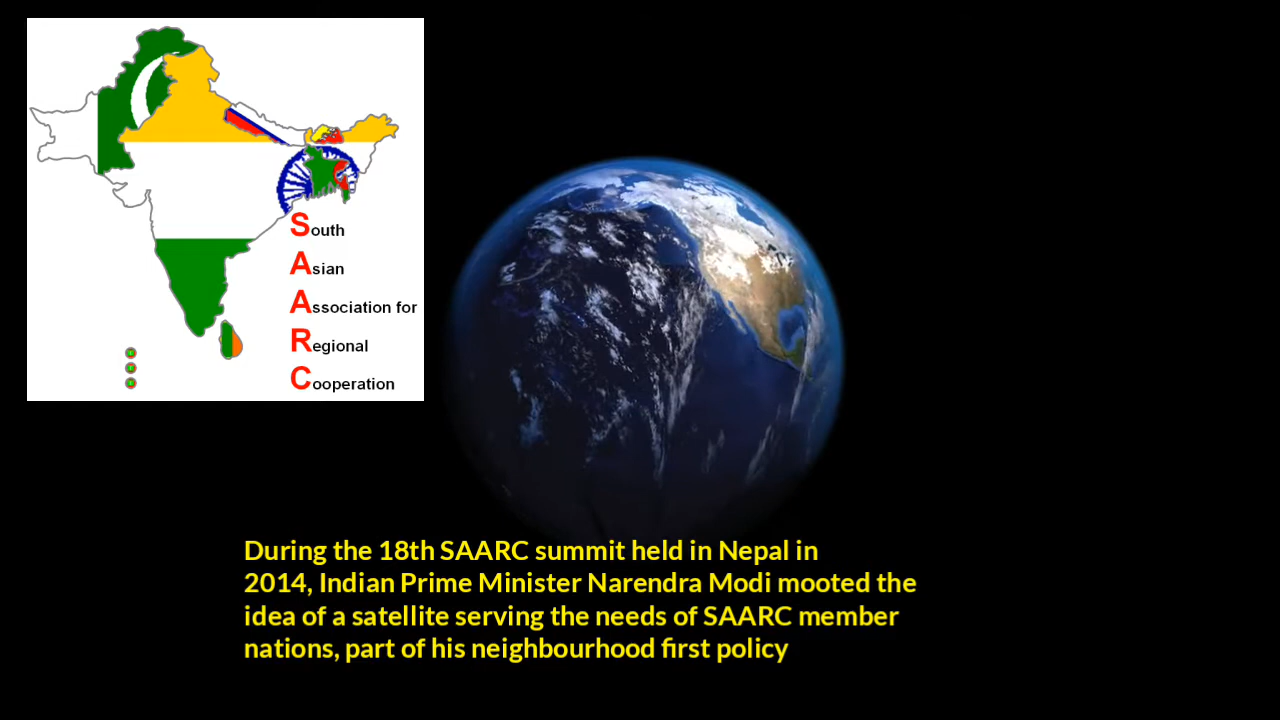 South
Asian
Association for
Regional
Cooperation
During the 18th SAARC summit held in Nepal in
2014, Indian Prime Minister Narendra Modi mooted the
idea of a satellite serving the needs of SAARC member
nations, part of his neighbourhood first policy